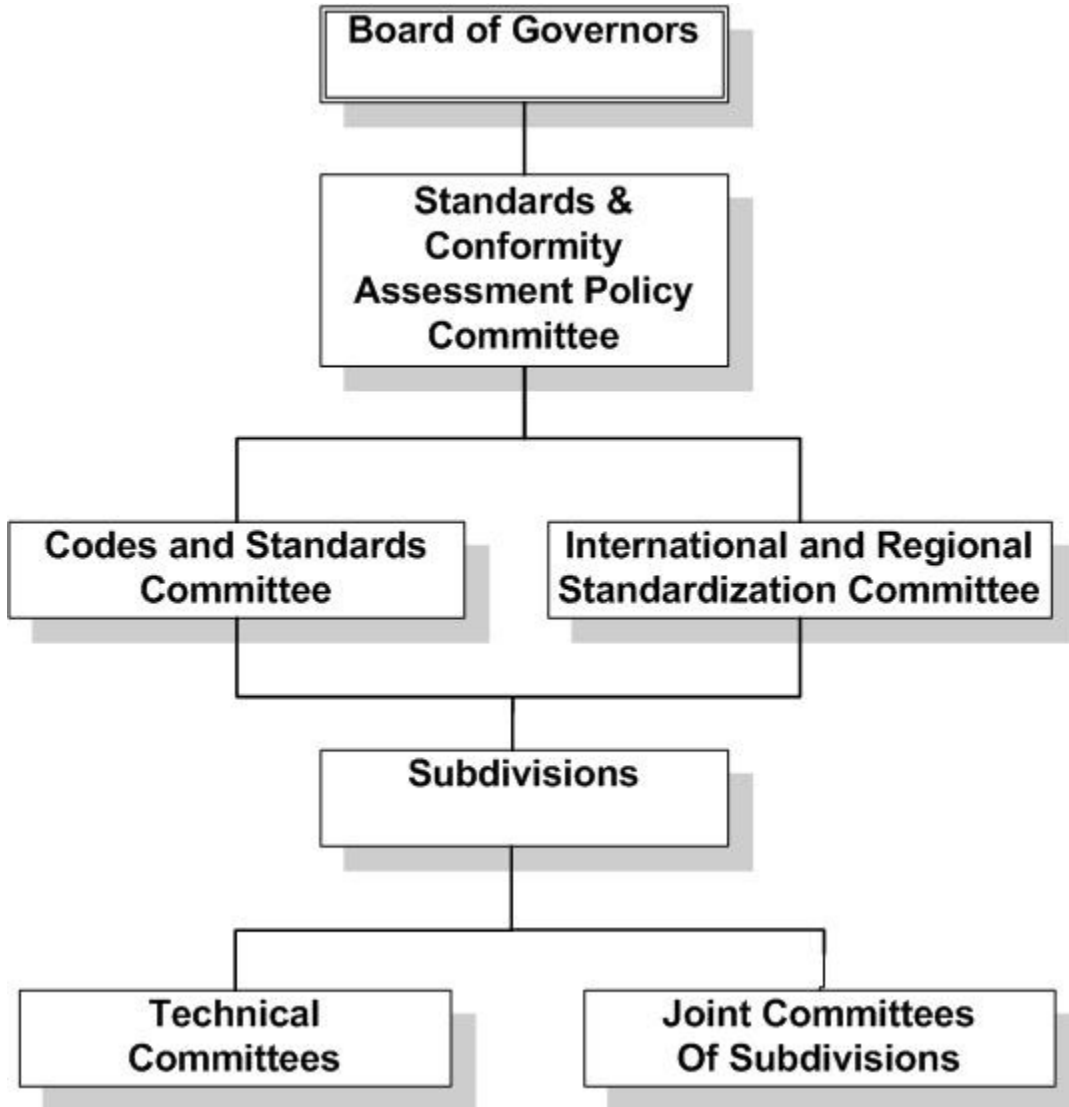 Board of Governors
Standards &
Conformity
Assessment Policy
Committee
Codes and Standards
Committee
International and Regional
Standardization Committee
Subdivisions
Technical
Committees
Joint Committees
Of Subdivisions